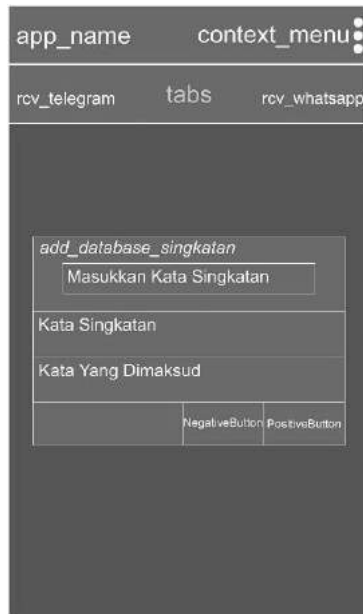 app_name context_menu
rcv_telegram tabs rcv_whatsapp
add_database_singkatan
Masukkan Kata Singkatan
Kata Singkatan
Kata Yang Dimaksud
NegativeButton PositiveButton